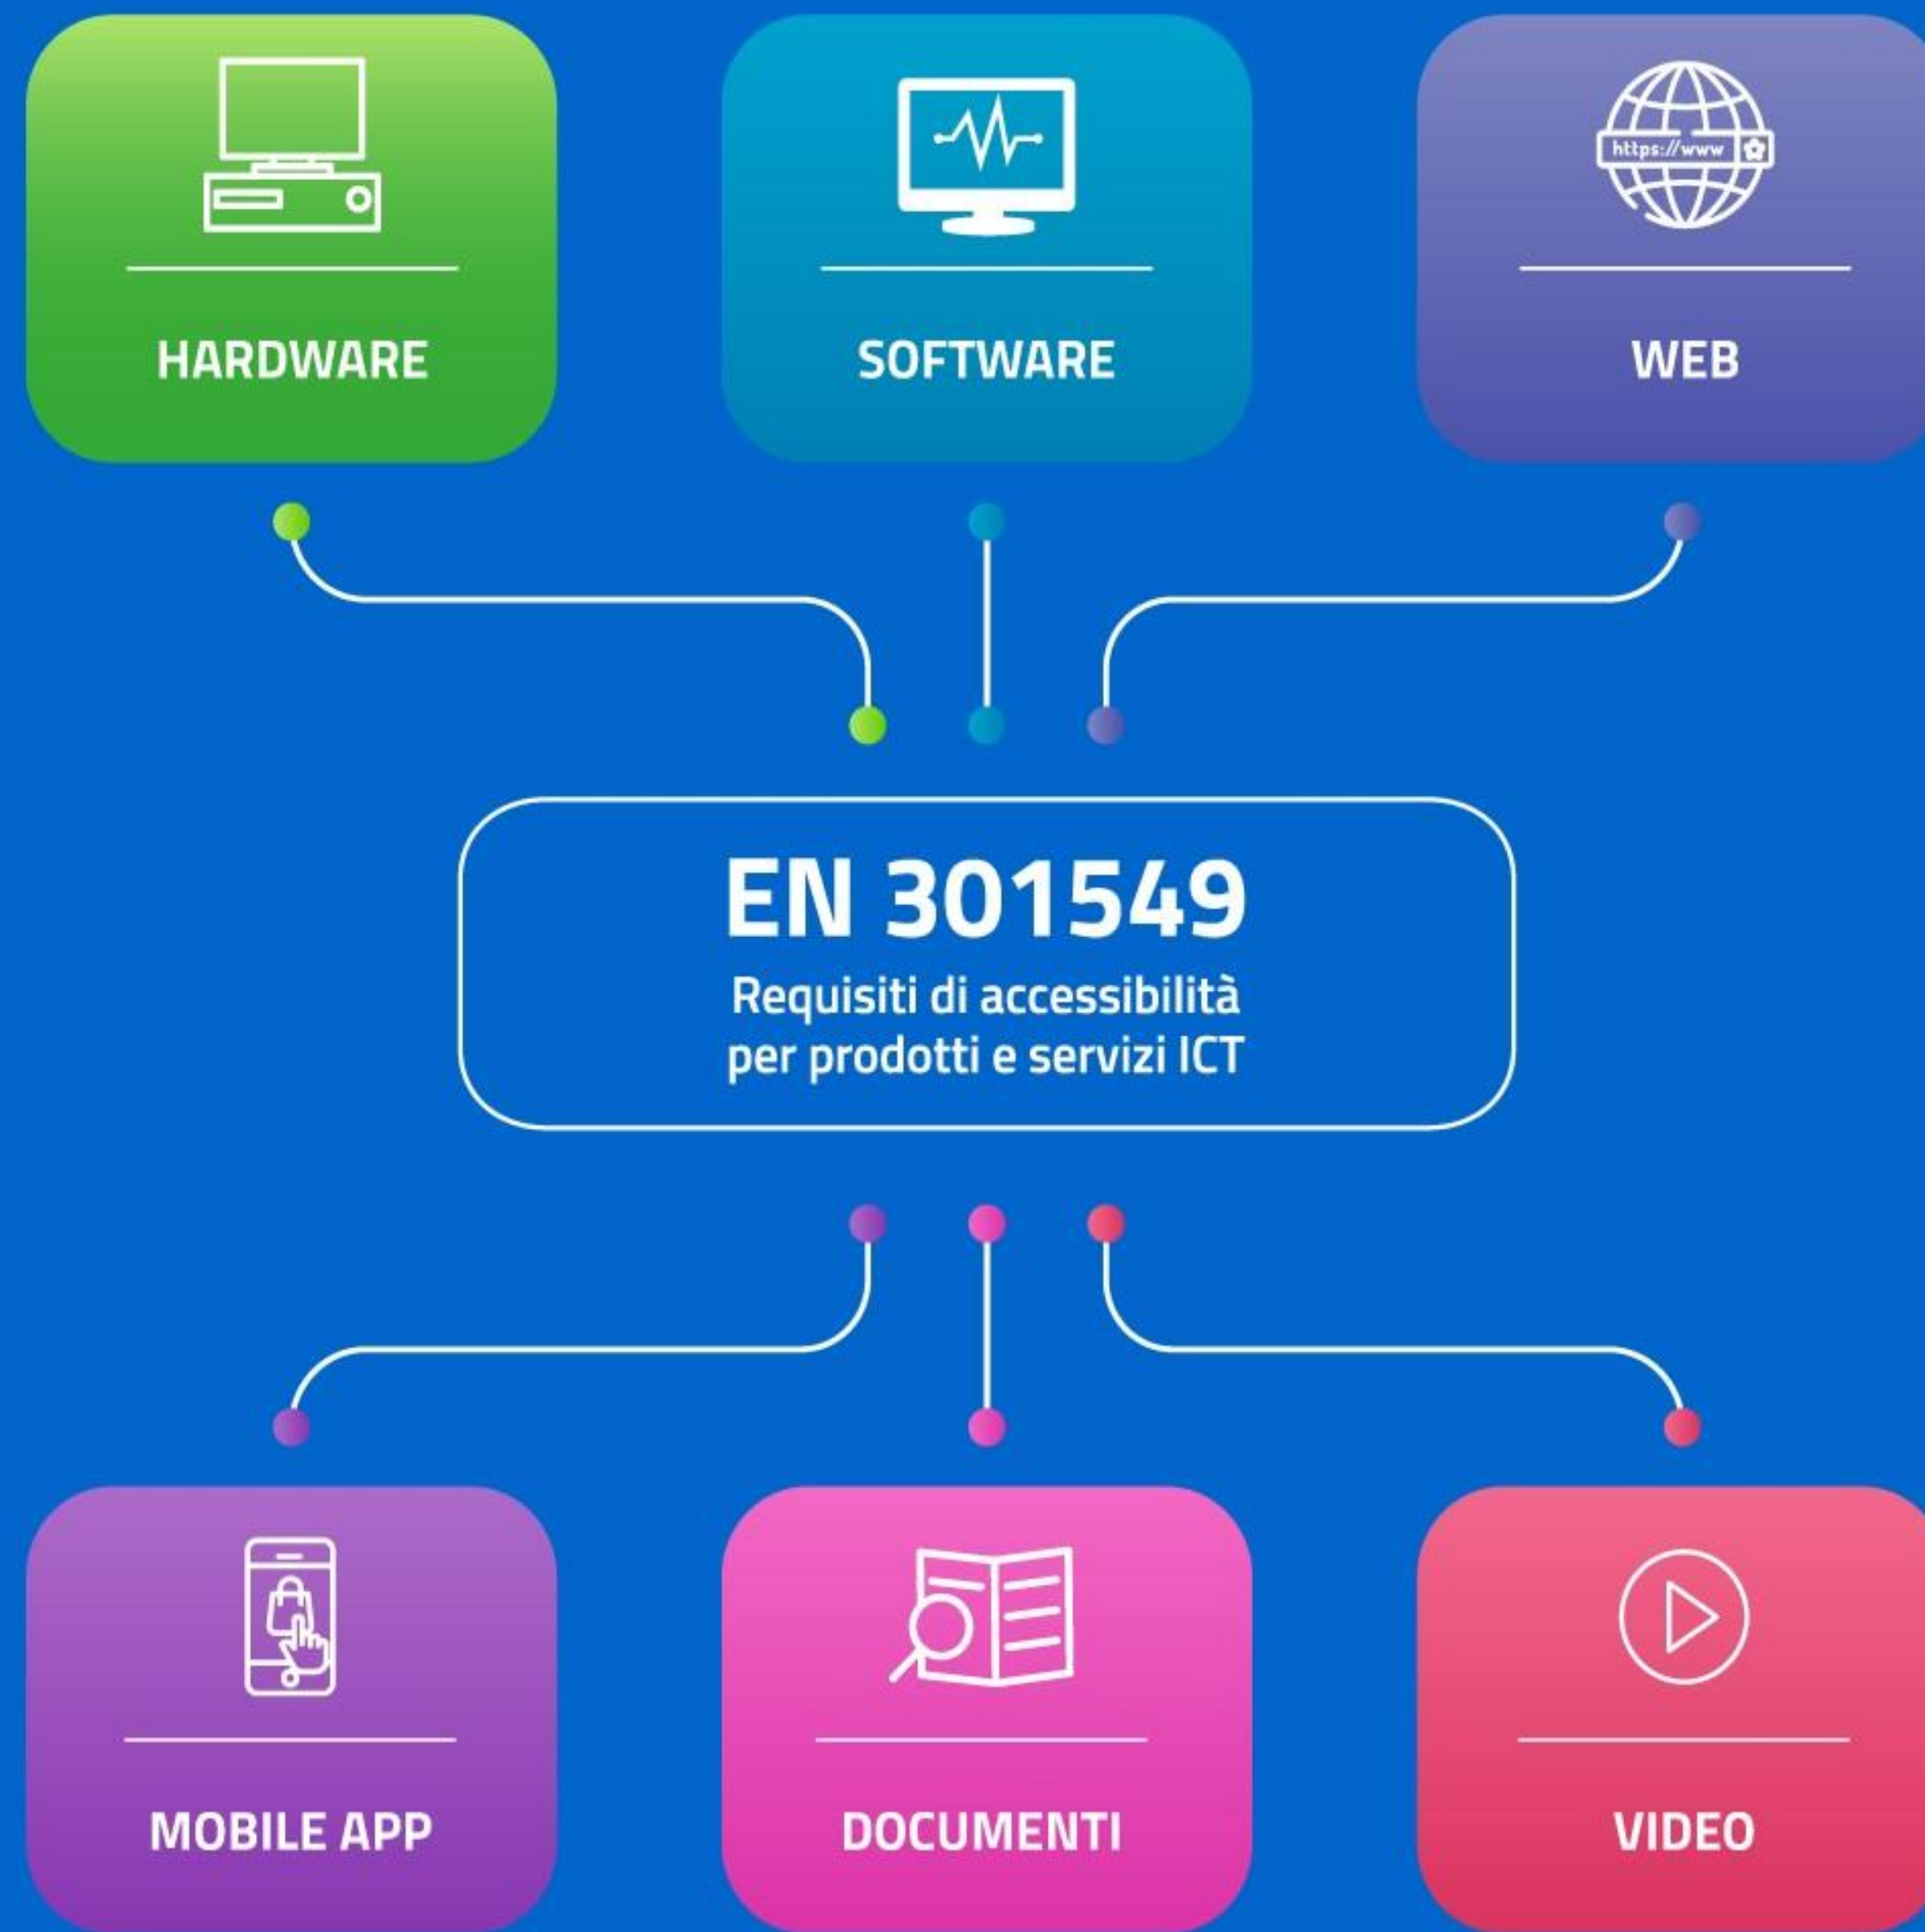 https://www
HARDWARE
SOFTWARE
WEB
EN 301549
Requisiti di accessibilità
per prodotti e servizi ICT
MOBILE APP
DOCUMENTI
VIDEO